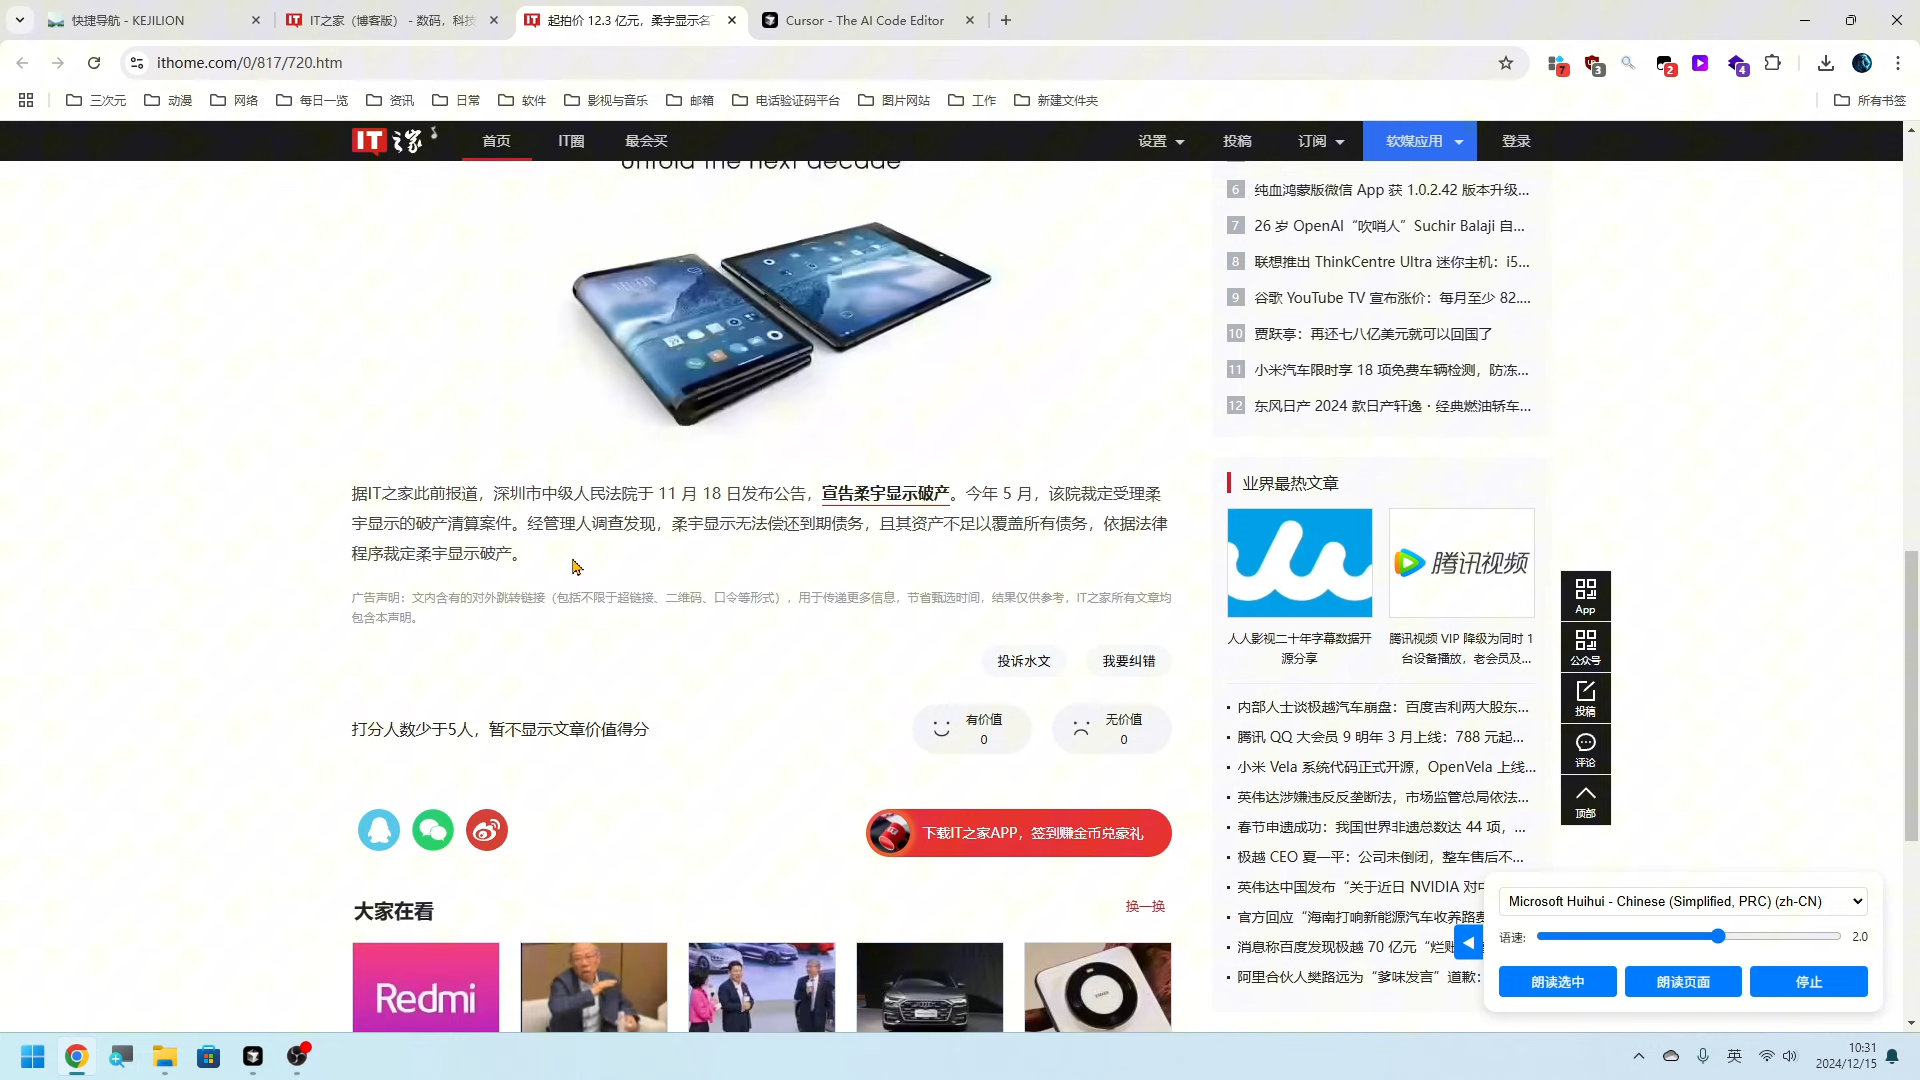 快捷导航 - KEJILION
IT之家（博客版） - 数码，科技
起拍价 12.3 亿元，柔宇显示名下
Cursor - The AI Code Editor
ithome.com/0/817/720.htm
7
3
2
4
三次元
动漫
网络
每日一览
资讯
日常
软件
影视与音乐
邮箱
电话验证码平台
图片网站
工作
新建文件夹
所有书签
IT之家
首页
IT圈
最会买
设置
投稿
订阅
软媒应用
登录
Unfold the next decade
据IT之家此前报道，深圳市中级人民法院于 11 月 18 日发布公告，宣告柔宇显示破产。今年 5 月，该院裁定受理柔
宇显示的破产清算案件。经管理人调查发现，柔宇显示无法偿还到期债务，且其资产不足以覆盖所有债务，依据法律
程序裁定柔宇显示破产。
广告声明：文内含有的对外跳转链接（包括不限于超链接、二维码、口令等形式），用于传递更多信息，节省甄选时间，结果仅供参考，IT之家所有文章均
包含本声明。
投诉水文
我要纠错
打分人数少于5人，暂不显示文章价值得分
有价值
0
无价值
0
下载IT之家APP，签到赚金币兑豪礼
大家在看
换一换
Redmi
6 纯血鸿蒙版微信 App 获 1.0.2.42 版本升级...
7 26 岁 OpenAI“吹哨人”Suchir Balaji 自...
8 联想推出 ThinkCentre Ultra 迷你主机：i5...
9 谷歌 YouTube TV 宣布涨价：每月至少 82....
10 贾跃亭：再还七八亿美元就可以回国了
11 小米汽车限时享 18 项免费车辆检测，防冻...
12 东风日产 2024 款日产轩逸 · 经典燃油轿车...
业界最热文章
腾讯视频
人人影视二十年字幕数据开
源分享
腾讯视频 VIP 降级为同时 1
台设备播放，老会员及...
内部人士谈极越汽车崩盘：百度吉利两大股东...
腾讯 QQ 大会员 9 明年 3 月上线：788 元起...
小米 Vela 系统代码正式开源，OpenVela 上线...
英伟达涉嫌违反反垄断法，市场监管总局依法...
春节申遗成功：我国世界非遗总数达 44 项，...
极越 CEO 夏一平：公司未倒闭，整车售后不...
英伟达中国发布“关于近日 NVIDIA 对中
官方回应“海南打响新能源汽车收养路费
消息称百度发现极越 70 亿元“烂账
阿里合伙人樊路远为“爹味发言”道歉：
App
公众号
投稿
评论
顶部
Microsoft Huihui - Chinese (Simplified, PRC) (zh-CN)
语速:
2.0
朗读选中
朗读页面
停止
英
10:31
2024/12/15